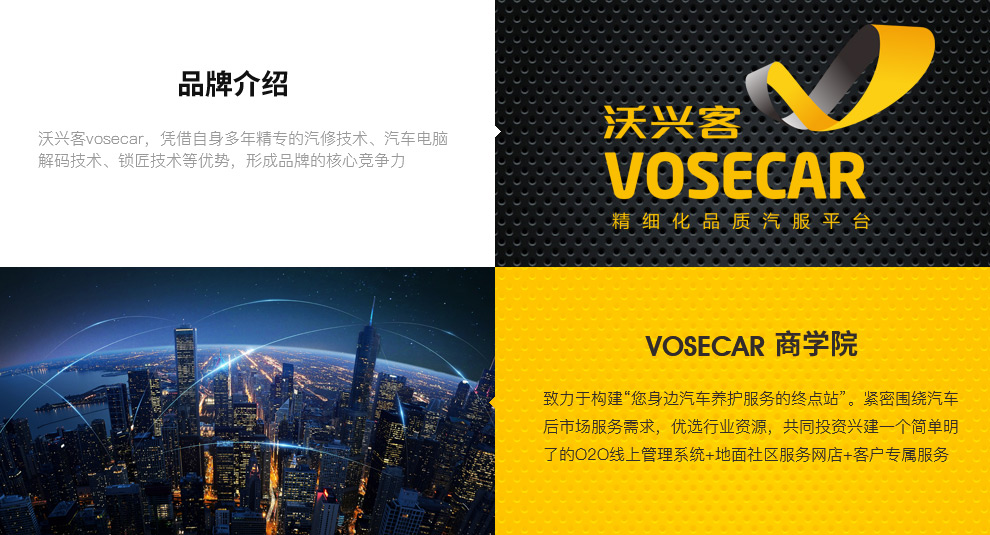 品牌介绍
沃兴客vosecar，凭借自身多年精专的汽修技术、汽车电脑
解码技术、锁匠技术等优势，形成品牌的核心竞争力
沃兴客
VOSECAR
精细化品质汽服平台
VOSECAR 商学院
致力于构建“您身边汽车养护服务的终点站”。紧密围绕汽车
后市场服务需求，优选行业资源，共同投资兴建一个简单明
了的O2O线上管理系统+地面社区服务网店+客户专属服务